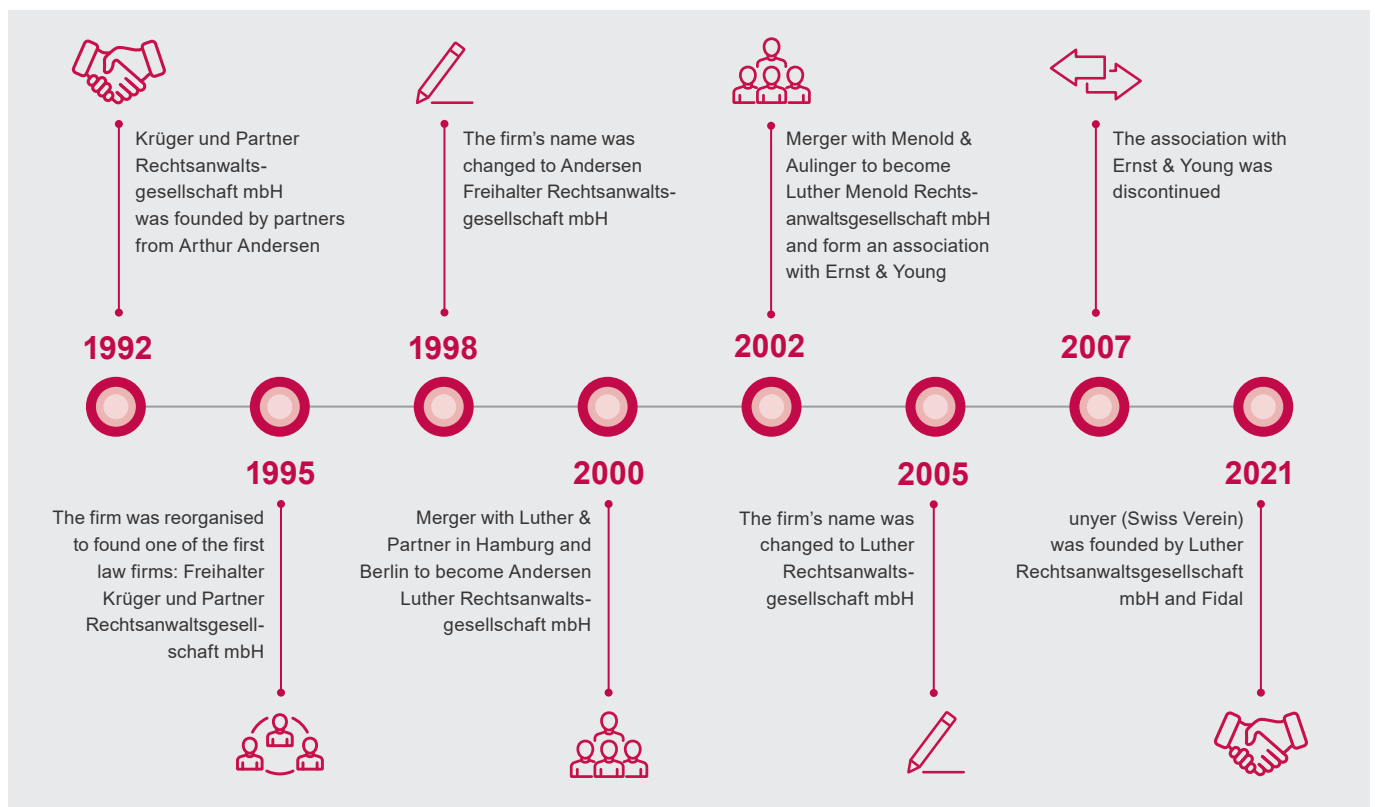 Krüger und Partner
Rechtsanwalts-
gesellschaft mbH
was founded by partners
from Arthur Andersen
1992
The firm’s name was
changed to Andersen
Freihalter Rechtsanwalts-
gesellschaft mbH
1998
Merger with Menold &
Aulinger to become
Luther Menold Rechts-
anwaltsgesellschaft mbH
and form an association
with Ernst & Young
2002
The association with
Ernst & Young was
discontinued
2007
1995
The firm was reorganised
to found one of the first
law firms: Freihalter
Krüger und Partner
Rechtsanwaltsgesell-
schaft mbH
2000
Merger with Luther &
Partner in Hamburg and
Berlin to become Andersen
Luther Rechtsanwalts-
gesellschaft mbH
2005
The firm’s name was
changed to Luther
Rechtsanwalts-
gesellschaft mbH
2021
unyer (Swiss Verein)
was founded by Luther
Rechtsanwaltsgesellschaft
mbH and Fidal